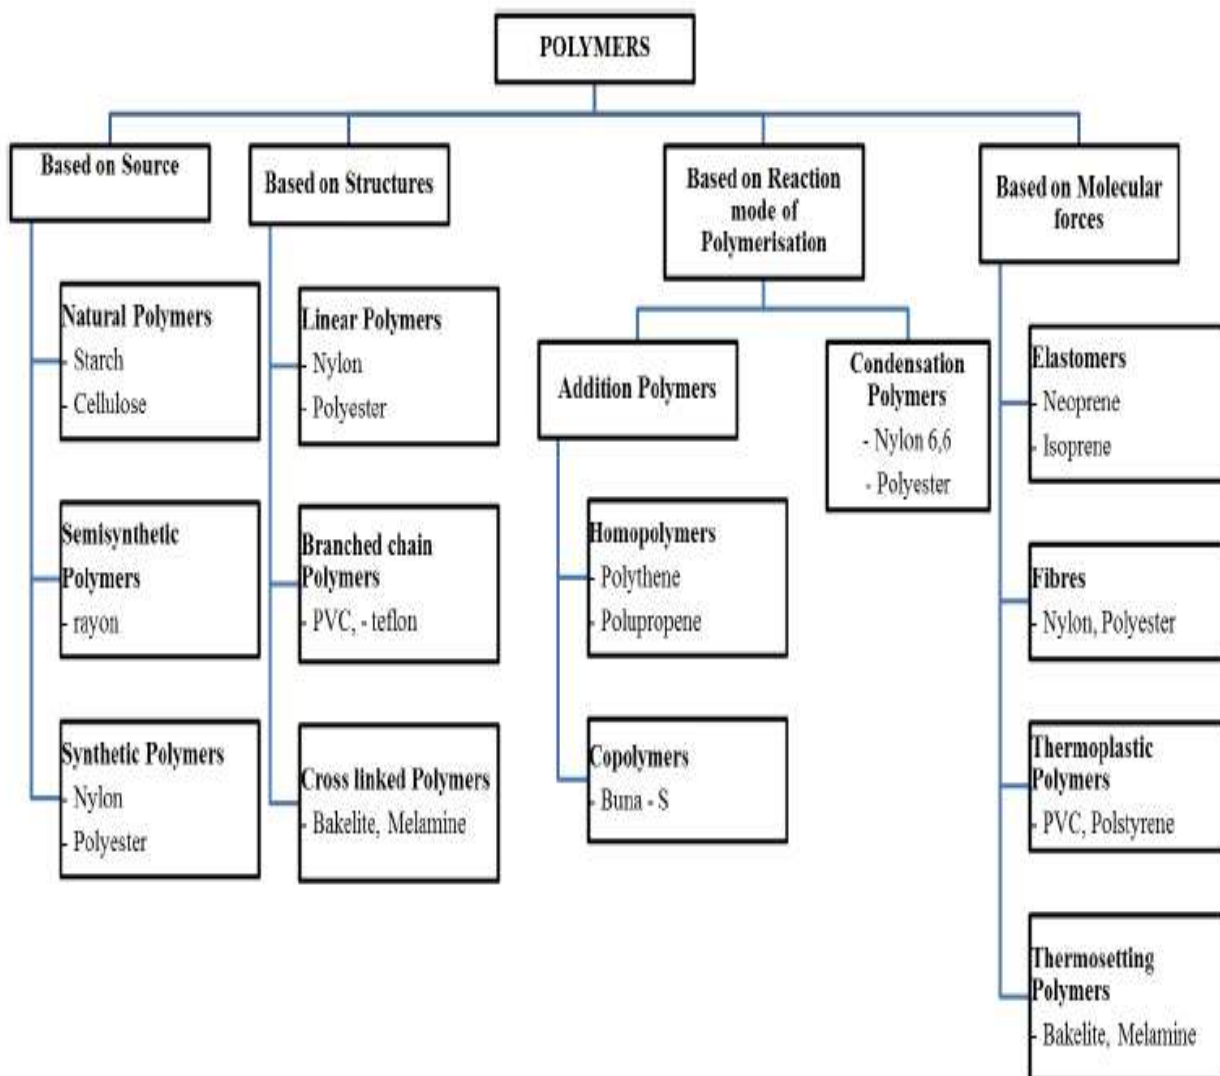 POLYMERS
Based on Source
Natural Polymers
- Starch
- Cellulose
Semisynthetic
Polymers
- rayon
Synthetic Polymers
- Nylon
- Polyester
Based on Structures
Linear Polymers
- Nylon
- Polyester
Branched chain
Polymers
- PVC, - teflon
Cross linked Polymers
- Bakelite, Melamine
Based on Reaction
mode of
Polymerisation
Addition Polymers
Homopolymers
- Polythene
- Polupropene
Copolymers
- Buna - S
Condensation
Polymers
- Nylon 6,6
- Polyester
Based on Molecular
forces
Elastomers
- Neoprene
- Isoprene
Fibres
- Nylon, Polyester
Thermoplastic
Polymers
- PVC, Polstyrene
Thermosetting
Polymers
- Bakelite, Melamine